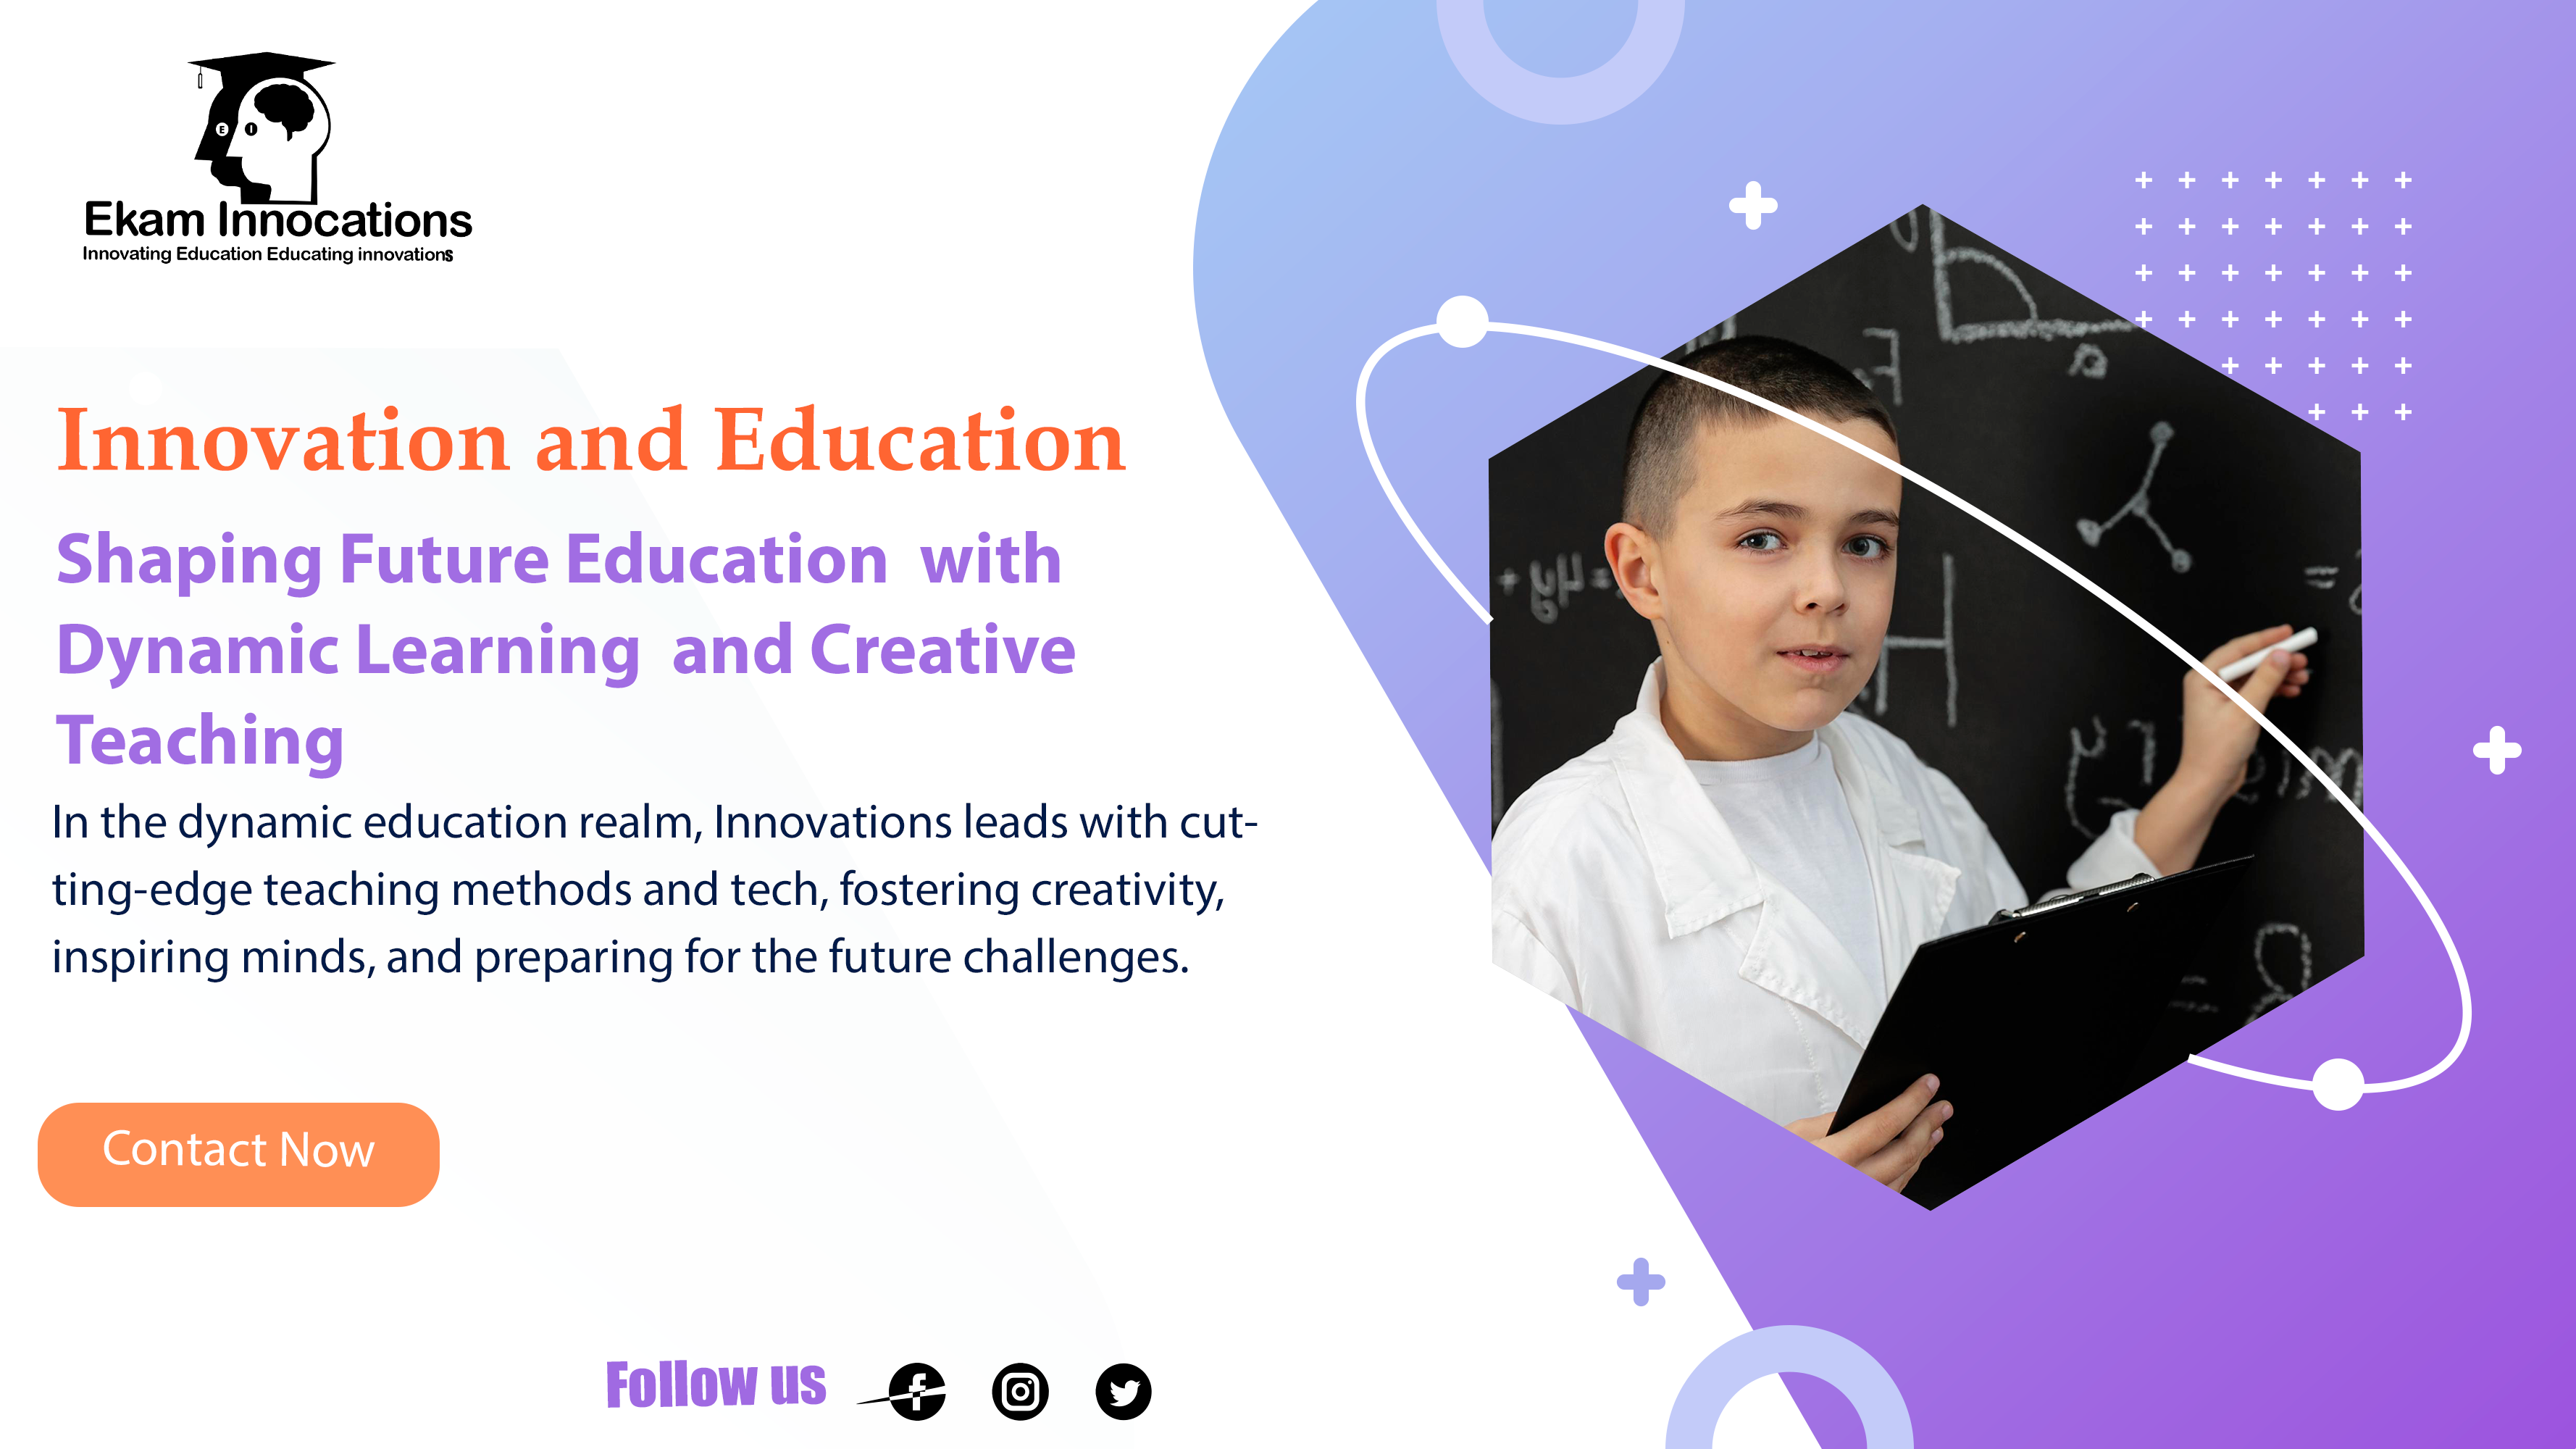 E I
Ekam Innocations
Innovating Education Educating innovations
Innovation and Education
Shaping Future Education with
Dynamic Learning and Creative
Teaching
In the dynamic education realm, Innovations leads with cut-
ting-edge teaching methods and tech, fostering creativity,
inspiring minds, and preparing for the future challenges.
Contact Now
Follow us